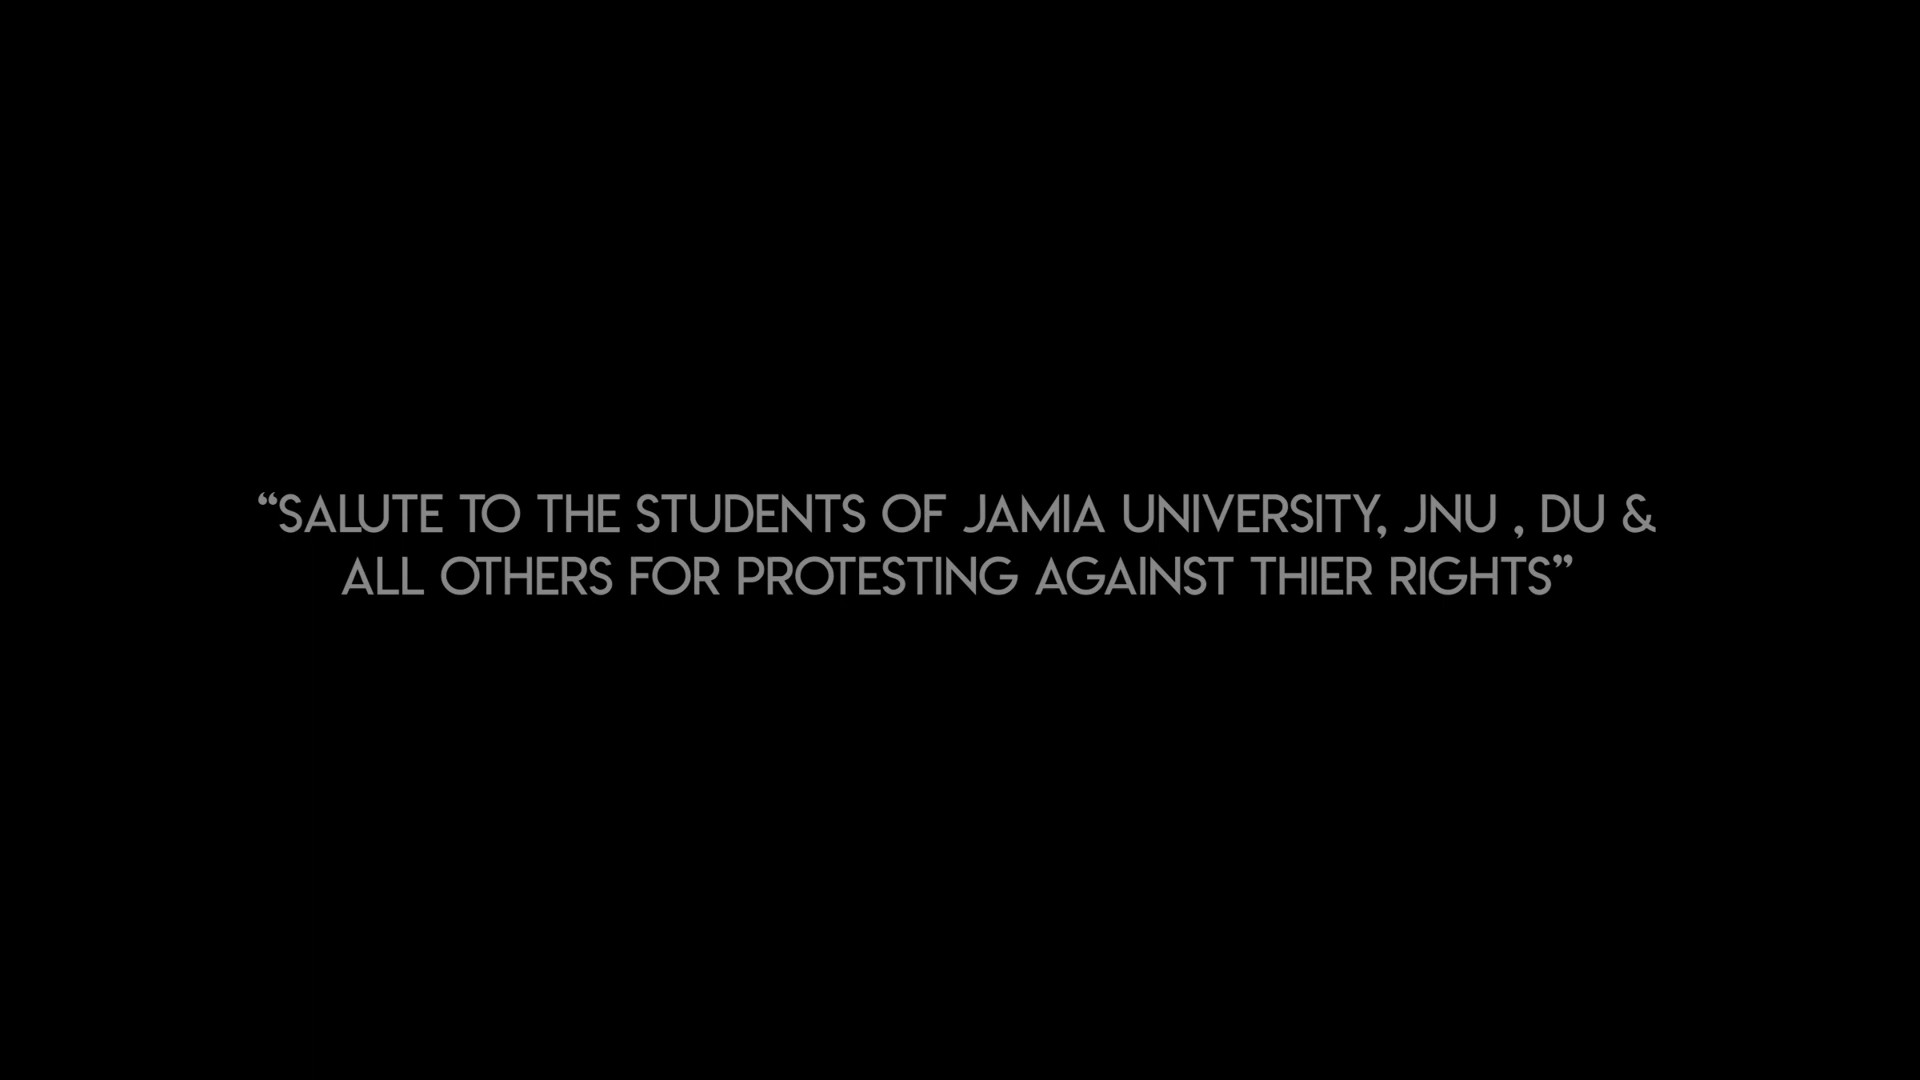 “SALUTE TO THE STUDENTS OF JAMIA UNIVERSITY, JNU , DU &
ALL OTHERS FOR PROTESTING AGAINST THIER RIGHTS”